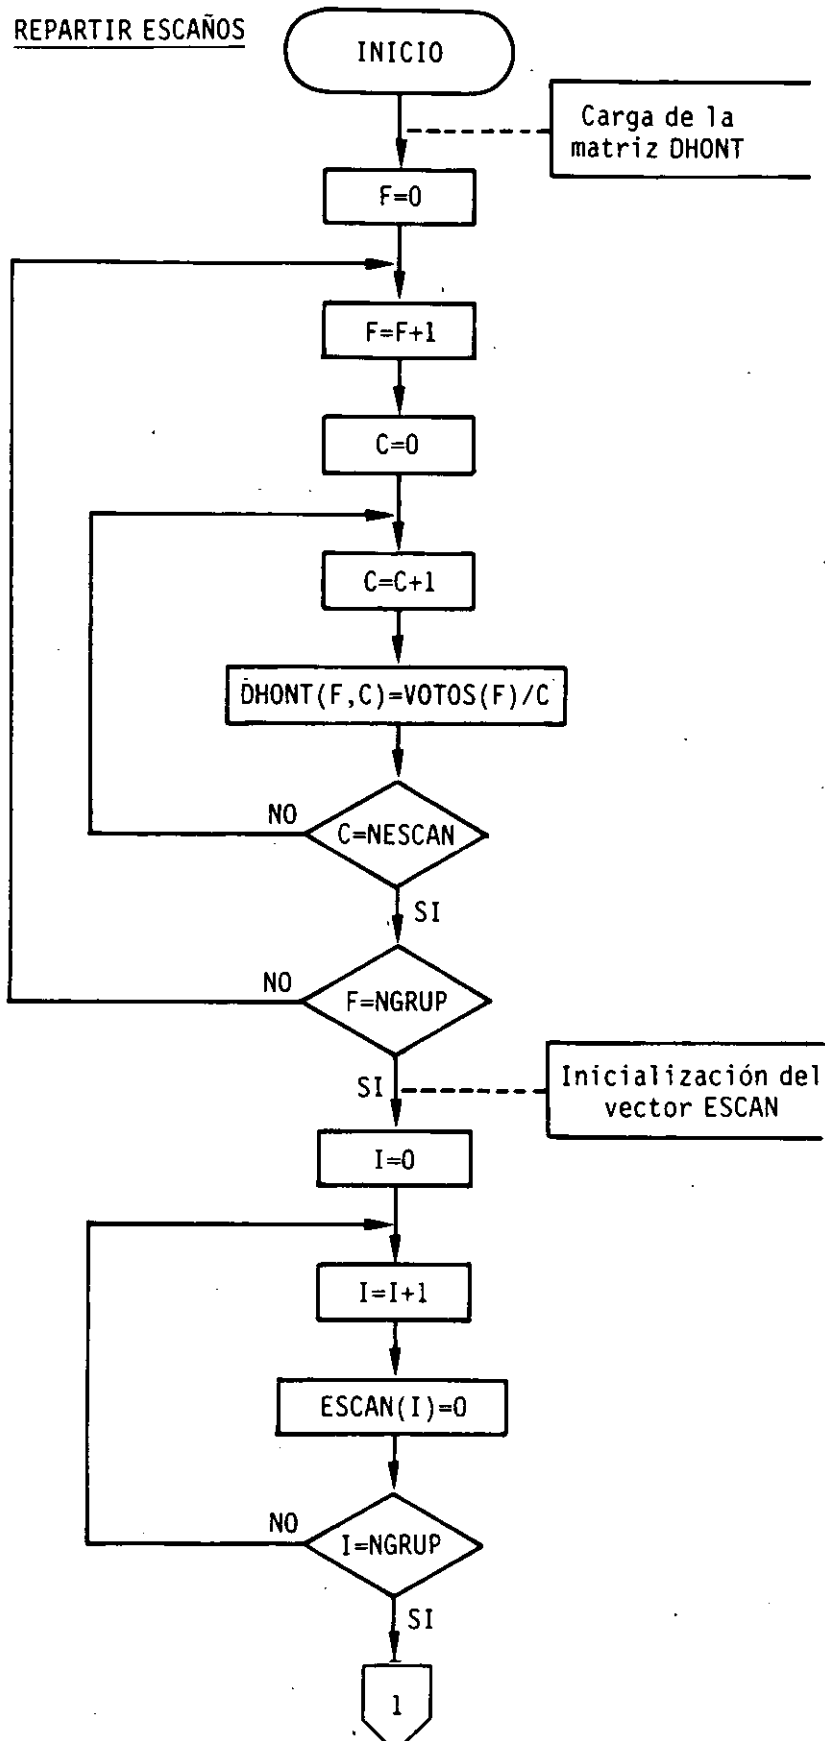 REPARTIR ESCAÑOS
INICIO
Carga de la
matriz DHONT
F=0
F=F+1
C=0
C=C+1
DHONT(F,C)=VOTOS(F)/C
NO
C=NESCAN
SI
NO
F=NGRUP
SI
Inicialización del
vector ESCAN
I=0
I=I+1
ESCAN(I)=0
NO
I=NGRUP
SI
1